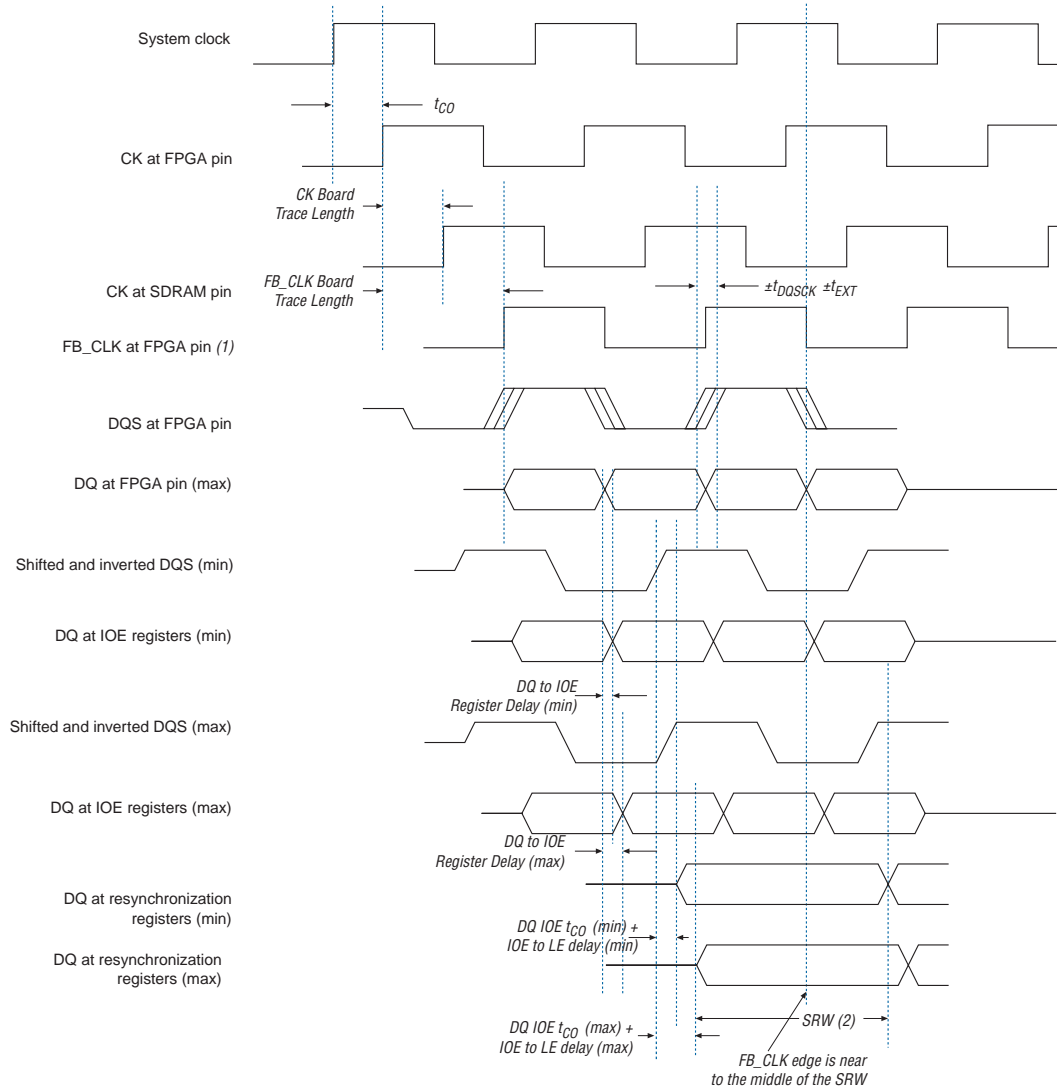 System clock
tCO
CK at FPGA pin
CK Board
Trace Length
CK at SDRAM pin
FB_CLK Board
Trace Length
±tDQSCK ±tEXT
FB_CLK at FPGA pin (1)
DQS at FPGA pin
DQ at FPGA pin (max)
Shifted and inverted DQS (min)
DQ at IOE registers (min)
DQ to IOE
Register Delay (min)
Shifted and inverted DQS (max)
DQ at IOE registers (max)
DQ to IOE
Register Delay (max)
DQ at resynchronization
registers (min)
DQ IOE tCO (min) +
IOE to LE delay (min)
DQ at resynchronization
registers (max)
SRW (2)
DQ IOE tCO (max) +
IOE to LE delay (max)
FB_CLK edge is near
to the middle of the SRW